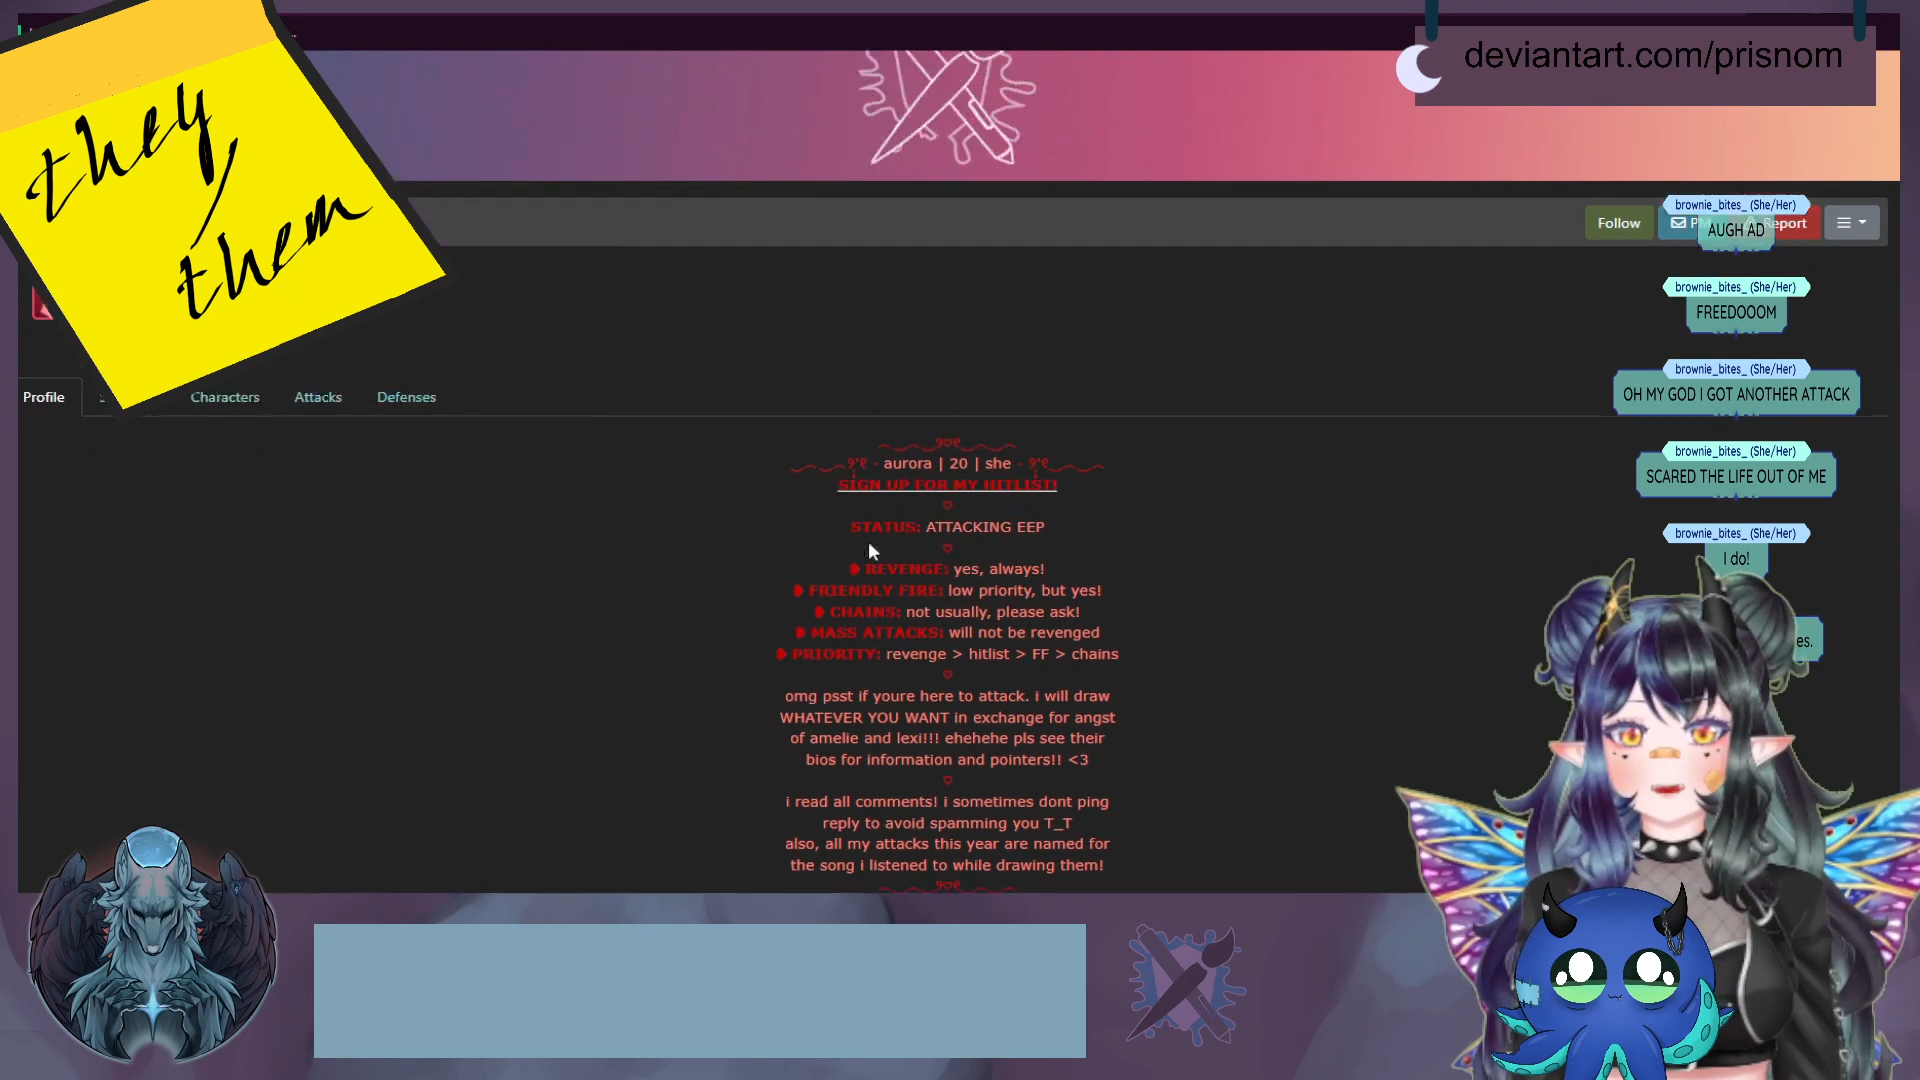 they
/
them
deviantart.com/prisnom
Follow
Report
Profile
Characters
Attacks
Defenses
- aurora | 20 | she -
SIGN UP FOR MY HITLIST!
STATUS: ATTACKING EEP
REVENGE: yes, always!
FRIENDLY FIRE: low priority, but yes!
CHAINS: not usually, please ask!
MASS ATTACKS: will not be revenged
PRIORITY: revenge > hitlist > FF > chains
omg psst if youre here to attack. i will draw
WHATEVER YOU WANT in exchange for angst
of amelie and lexi!!! ehehehe pls see their
bios for information and pointers!! <3
i read all comments! i sometimes dont ping
reply to avoid spamming you T_T
also, all my attacks this year are named for
the song i listened to while drawing them!
brownie_bites_ (She/Her)
AUGH AD
brownie_bites_ (She/Her)
FREEDOOOM
brownie_bites_ (She/Her)
OH MY GOD I GOT ANOTHER ATTACK
brownie_bites_ (She/Her)
SCARED THE LIFE OUT OF ME
brownie_bites_ (She/Her)
I do!